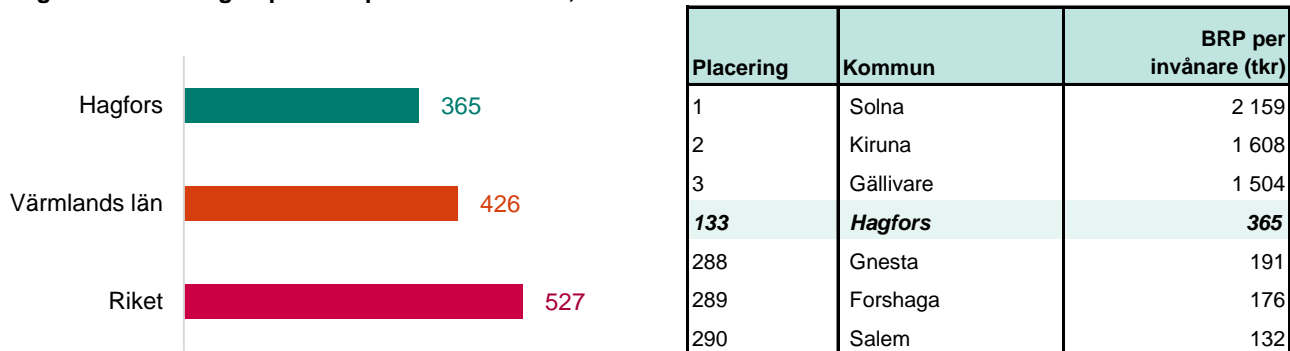 Hagfors
365
Värmlands län
426
Riket
527
Placering Kommun BRP per invånare (tkr)
1 Solna 2 159
2 Kiruna 1 608
3 Gällivare 1 504
133 Hagfors 365
288 Gnesta 191
289 Forshaga 176
290 Salem 132